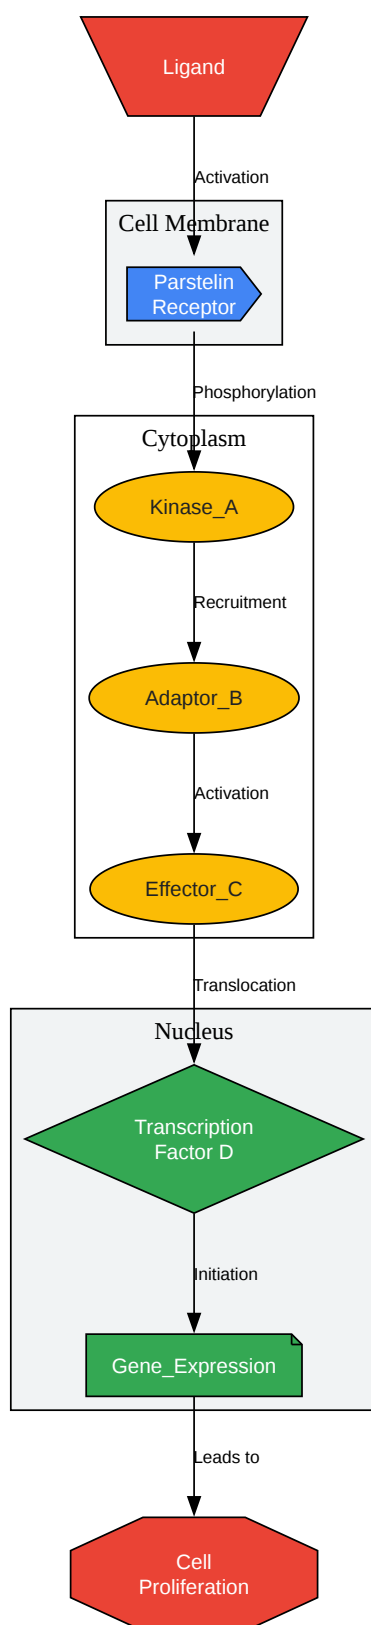 Ligand
Activation
Cell Membrane
Parstelin
Receptor
Phosphorylation
Cytoplasm
Kinase_A
Recruitment
Adaptor_B
Activation
Effector_C
Translocation
Nucleus
Transcription
Factor D
Initiation
Gene_Expression
Leads to
Cell
Proliferation